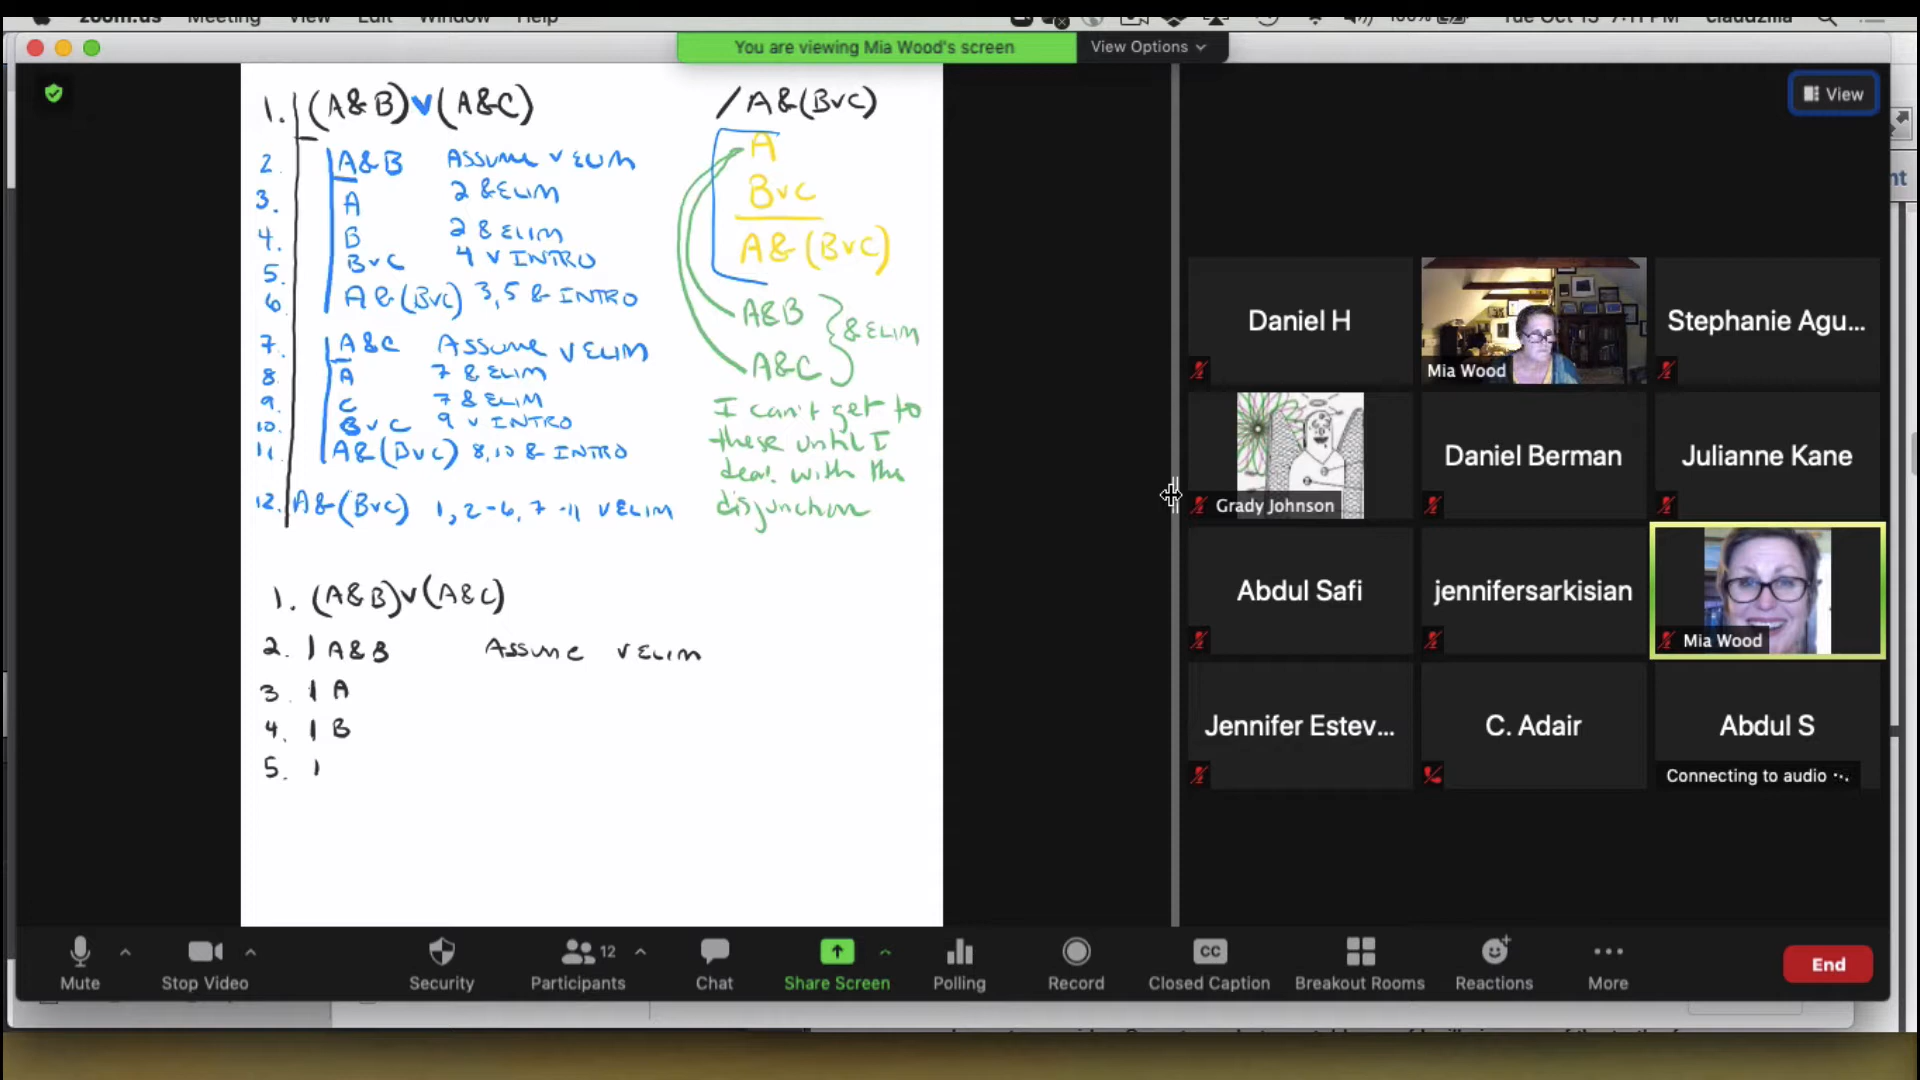 Meeting View Edit Window Help
You are viewing Mia Wood's screen View Options
View
1. (A&B)v(A&C) /A&(BvC)
2. A&B ASSUME v ELIM
3. A 2 & ELIM
4. B 2 & ELIM
5. BvC 4 v INTRO
6. A&(BvC) 3,5 & INTRO
7. A&C ASSUME v ELIM
8. A 7 & ELIM
9. C 7 & ELIM
10. BvC 9 v INTRO
11. A&(BvC) 8,10 & INTRO
12. A&(BvC) 1, 2-6, 7-11 v ELIM
A
BvC
A&(BvC)
A&B
& ELIM
A&C
I can't get to
these until I
deal with the
disjunction
1. (A&B)v(A&C)
2. A&B ASSUME v ELIM
3. A
4. B
5.
Daniel H
Mia Wood
Stephanie Agu...
Grady Johnson
Daniel Berman
Julianne Kane
Abdul Safi
jennifersarkisian
Mia Wood
Jennifer Estev...
C. Adair
Abdul S
Connecting to audio
Mute
Stop Video
Security
Participants 12
Chat
Share Screen
Polling
Record
CC
Closed Caption
Breakout Rooms
Reactions
More
End